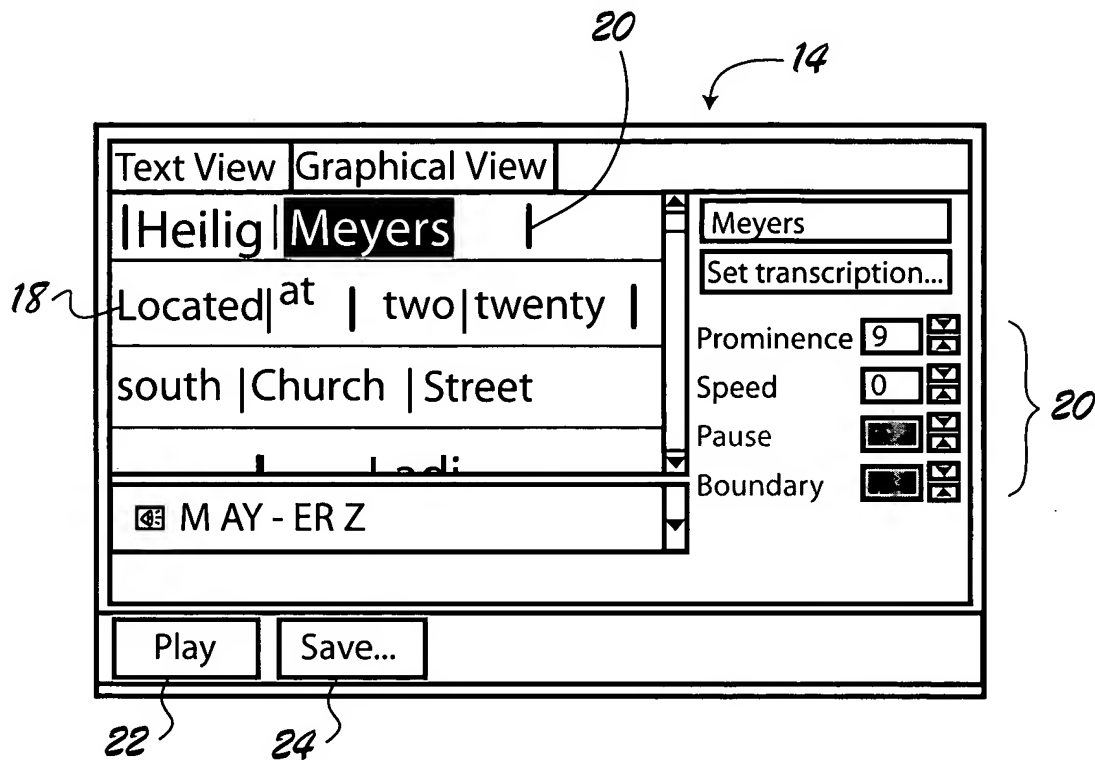 20
14
Text View Graphical View
|Heilig| Meyers |
20
Meyers
Set transcription...
18
Located| at | two|twenty |
south |Church |Street
Prominence 9
Speed 0
Pause
Boundary
20
M AY - ER Z
Play Save...
22 24